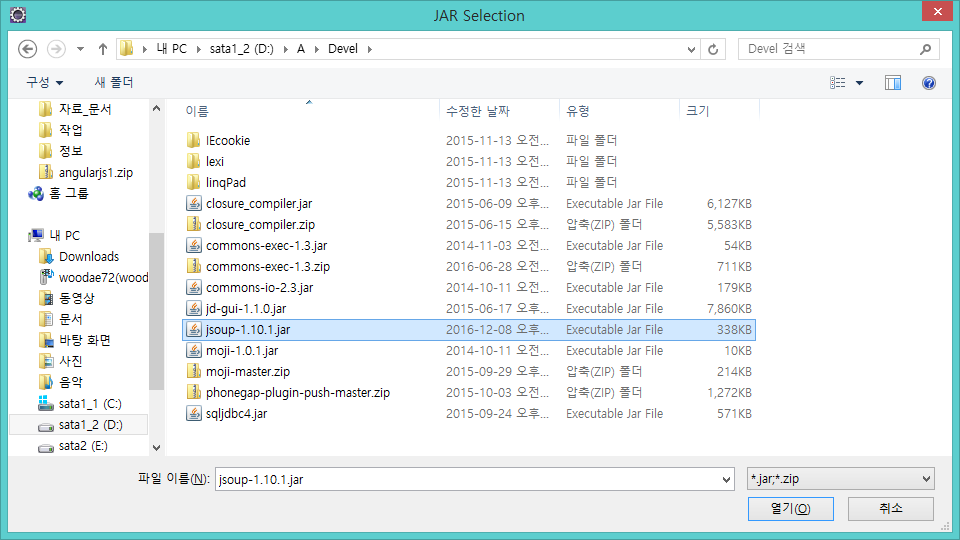 JAR Selection
내 PC sata1_2 (D:) A Devel Devel 검색
구성 새 폴더
이름 수정한 날짜 유형 크기
자료_문서
작업
정보
angularjs1.zip
홈 그룹
내 PC
Downloads
woodae72(wood
동영상
문서
바탕 화면
사진
음악
sata1_1 (C:)
sata1_2 (D:)
sata2 (E:)
IEcookie 2015-11-13 오전... 파일 폴더
lexi 2015-11-13 오전... 파일 폴더
linqPad 2015-11-13 오전... 파일 폴더
closure_compiler.jar 2015-06-09 오후... Executable Jar File 6,127KB
closure_compiler.zip 2015-06-15 오후... 압축(ZIP) 폴더 5,583KB
commons-exec-1.3.jar 2014-11-03 오전... Executable Jar File 54KB
commons-exec-1.3.zip 2016-06-28 오전... 압축(ZIP) 폴더 711KB
commons-io-2.3.jar 2014-10-11 오전... Executable Jar File 179KB
jd-gui-1.1.0.jar 2015-06-17 오후... Executable Jar File 7,860KB
jsoup-1.10.1.jar 2016-12-08 오후... Executable Jar File 338KB
moji-1.0.1.jar 2014-10-11 오전... Executable Jar File 10KB
moji-master.zip 2015-09-29 오후... 압축(ZIP) 폴더 214KB
phonegap-plugin-push-master.zip 2015-10-03 오후... 압축(ZIP) 폴더 1,272KB
sqljdbc4.jar 2015-09-24 오후... Executable Jar File 571KB
파일 이름(N): jsoup-1.10.1.jar *.jar;*.zip
열기(O) 취소